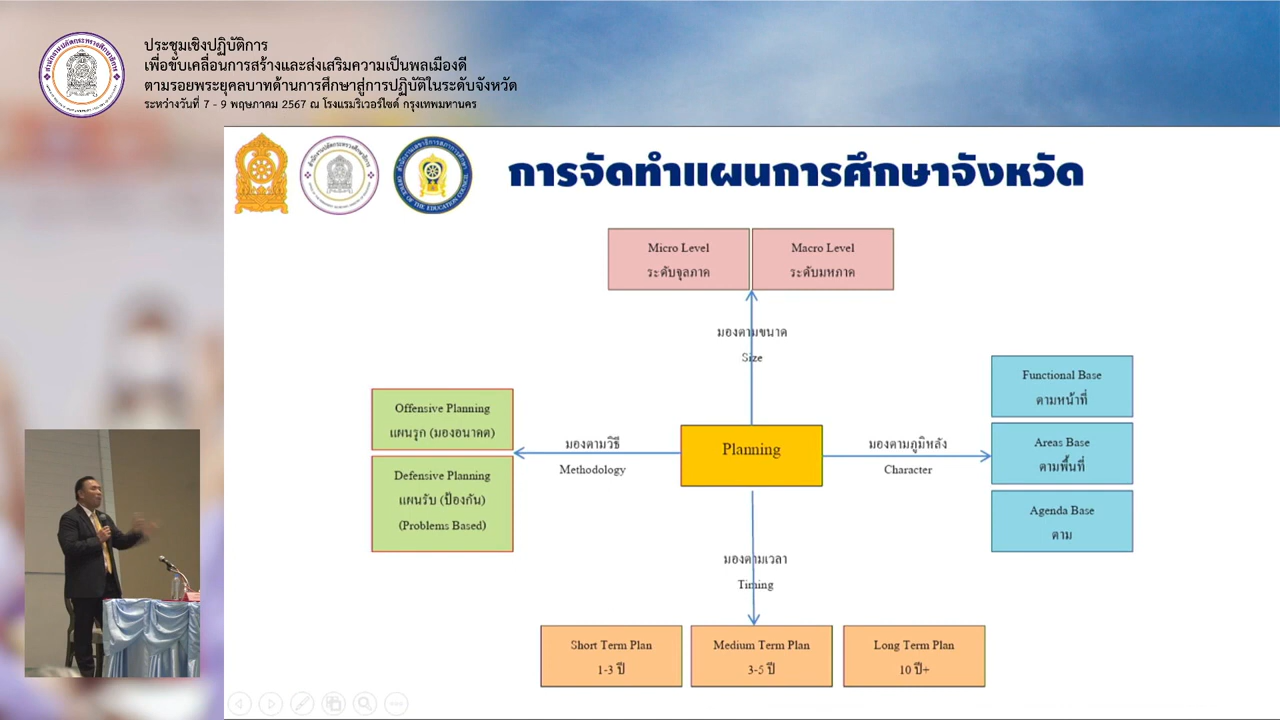 ประชุมเชิงปฏิบัติการ
เพื่อขับเคลื่อนการสร้างและส่งเสริมความเป็นพลเมืองดี
ตามรอยพระยุคลบาทด้านการศึกษาสู่การปฏิบัติในระดับจังหวัด
ระหว่างวันที่ 7 - 9 พฤษภาคม 2567 ณ โรงแรมริเวอร์ไซด์ กรุงเทพมหานคร
การจัดทำแผนการศึกษาจังหวัด
Micro Level
ระดับจุลภาค
Macro Level
ระดับมหภาค
มองตามขนาด
Size
Functional Base
ตามหน้าที่
Offensive Planning
แผนรุก (มองอนาคต)
มองตามวิธี
Methodology
Planning
มองตามภูมิหลัง
Character
Areas Base
ตามพื้นที่
Defensive Planning
แผนรับ (ป้องกัน)
(Problems Based)
Agenda Base
ตาม
มองตามเวลา
Timing
Short Term Plan
1-3 ปี
Medium Term Plan
3-5 ปี
Long Term Plan
10 ปี+